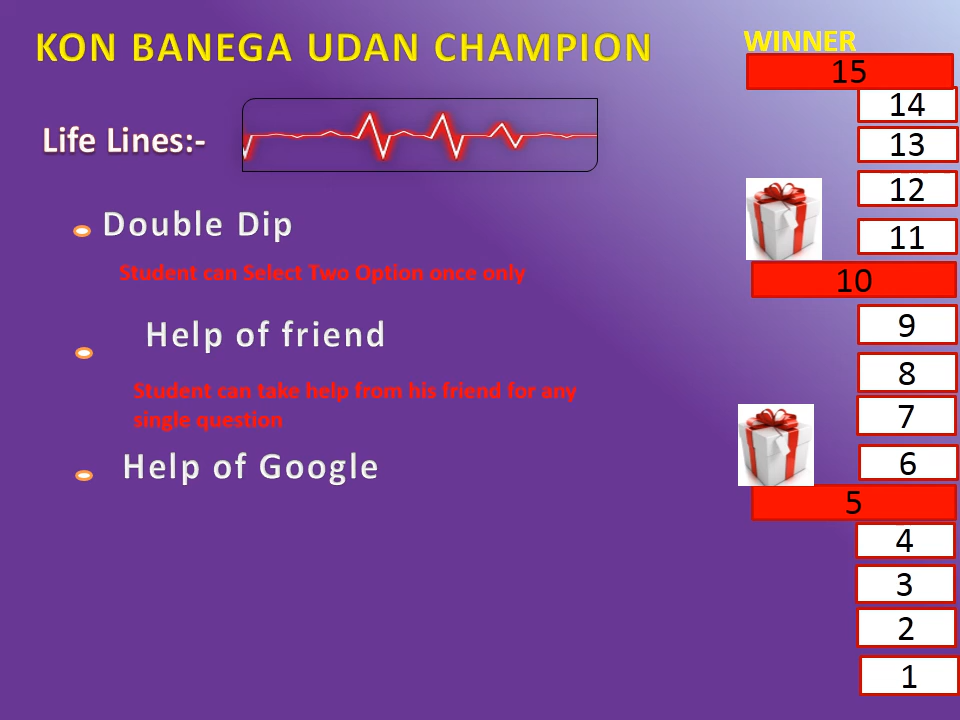 KON BANEGA UDAN CHAMPION
WINNER
15
14
Life Lines:-
13
12
Double Dip
11
Student can Select Two Option once only
10
9
Help of friend
8
Student can take help from his friend for any
single question
7
Help of Google
6
5
4
3
2
1